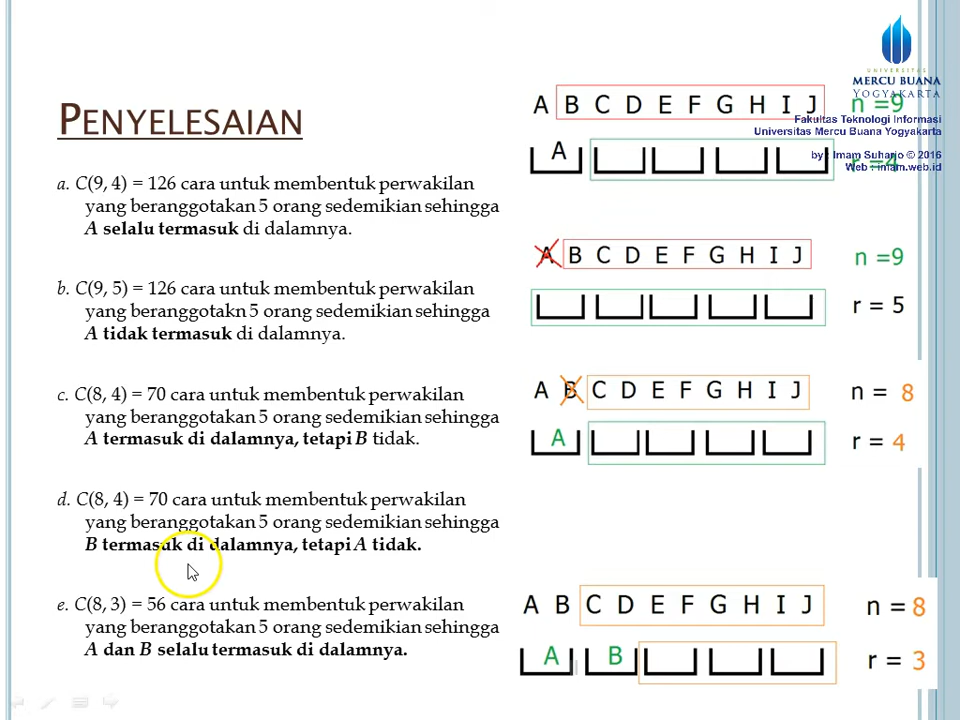 PENYELESAIAN
a. C(9, 4) = 126 cara untuk membentuk perwakilan
yang beranggotakan 5 orang sedemikian sehingga
A selalu termasuk di dalamnya.
b. C(9, 5) = 126 cara untuk membentuk perwakilan
yang beranggotakn 5 orang sedemikian sehingga
A tidak termasuk di dalamnya.
c. C(8, 4) = 70 cara untuk membentuk perwakilan
yang beranggotakan 5 orang sedemikian sehingga
A termasuk di dalamnya, tetapi B tidak.
d. C(8, 4) = 70 cara untuk membentuk perwakilan
yang beranggotakan 5 orang sedemikian sehingga
B termasuk di dalamnya, tetapi A tidak.
e. C(8, 3) = 56 cara untuk membentuk perwakilan
yang beranggotakan 5 orang sedemikian sehingga
A dan B selalu termasuk di dalamnya.
UNIVERSITAS
MERCU BUANA
YOGYAKARTA
Fakultas Teknologi Informasi
Universitas Mercu Buana Yogyakarta
by : Imam Suharjo © 2016
Web : imam.web.id
A B C D E F G H I J n =9
A r =4
A B C D E F G H I J n =9
r = 5
A B C D E F G H I J n = 8
A r = 4
A B C D E F G H I J n = 8
A B r = 3